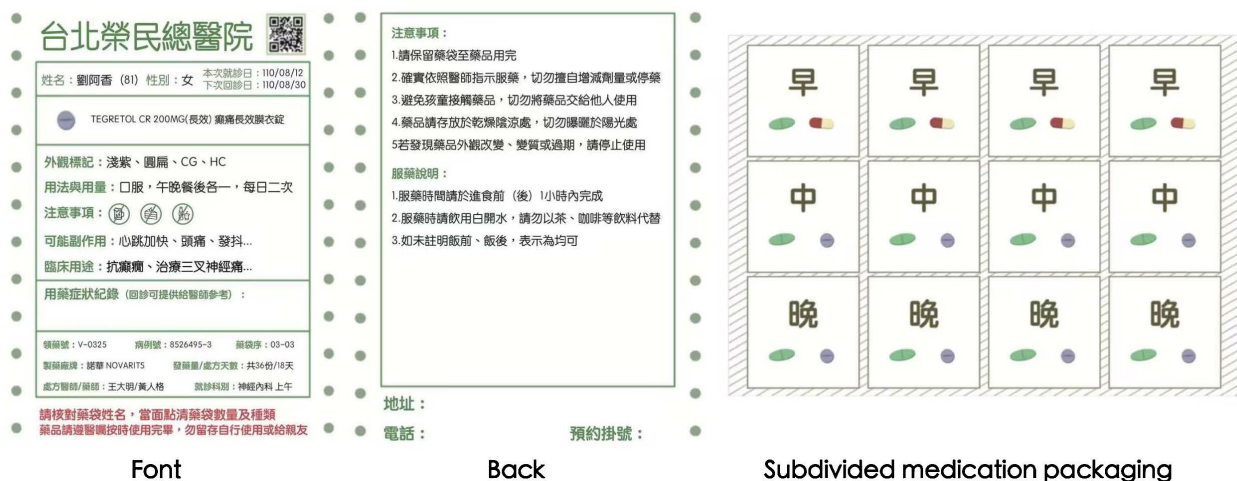 台北榮民總醫院
姓名：劉阿香（81）性別：女 本次就診日：110/08/12
下次回診日：110/08/30
TEGRETOL CR 200MG(長效) 癲癇長效膜衣錠
外觀標記：淺紫、圓扁、CG、HC
用法與用量：口服，午晚餐後各一，每日二次
注意事項：
可能副作用：心跳加快、頭痛、發抖...
臨床用途：抗癲癇、治療三叉神經痛...
用藥症狀紀錄（回診可提供給醫師參考）：
領藥號：V-0325 病例號：8526495-3 藥袋序：03-03
製藥廠牌：諾華 NOVARITS 發藥量/處方天數：共36份/18天
處方醫師/藥師：王大明/黃人格 就診科別：神經內科 上午
請核對藥袋姓名，當面點清藥袋數量及種類
藥品請遵醫囑按時使用完畢，勿留存自行使用或給親友
Font
注意事項：
1.請保留藥袋至藥品用完
2.確實依照醫師指示服藥，切勿擅自增減劑量或停藥
3.避免孩童接觸藥品，切勿將藥品交給他人使用
4.藥品請存放於乾燥陰涼處，切勿曝曬於陽光處
5若發現藥品外觀改變、變質或過期，請停止使用
服藥說明：
1.服藥時間請於進食前（後）1小時內完成
2.服藥時請飲用白開水，請勿以茶、咖啡等飲料代替
3.如未註明飯前、飯後，表示為均可
地址：
電話： 預約掛號：
Back
早 早 早 早
中 中 中 中
晚 晚 晚 晚
Subdivided medication packaging